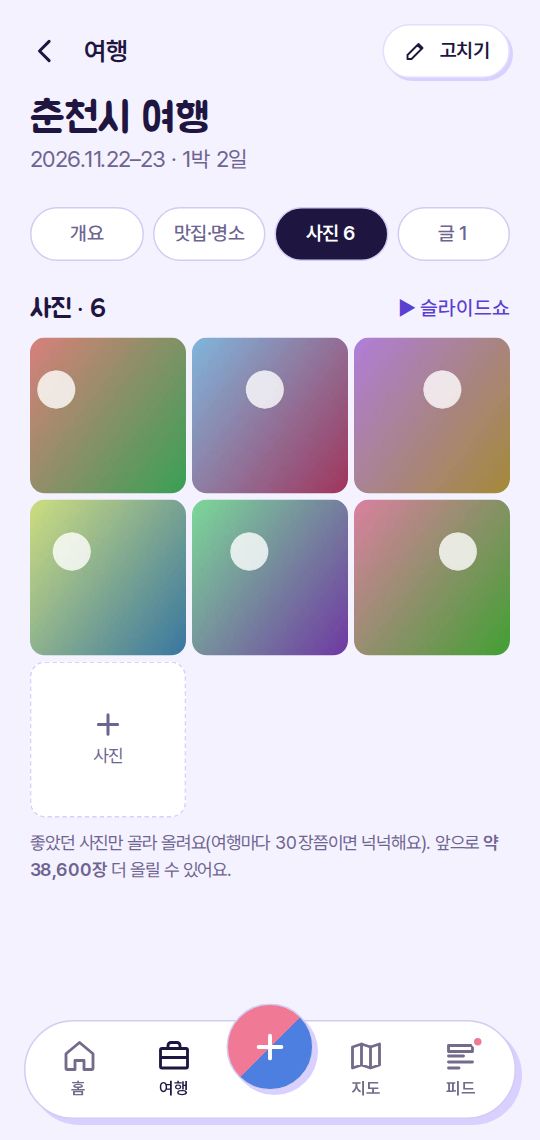 여행
고치기
춘천시 여행
2026.11.22–23 · 1박 2일
개요
맛집·명소
사진 6
글 1
사진 · 6
▶ 슬라이드쇼
사진
좋았던 사진만 골라 올려요(여행마다 30장쯤이면 넉넉해요). 앞으로 약
38,600장 더 올릴 수 있어요.
홈
여행
지도
피드